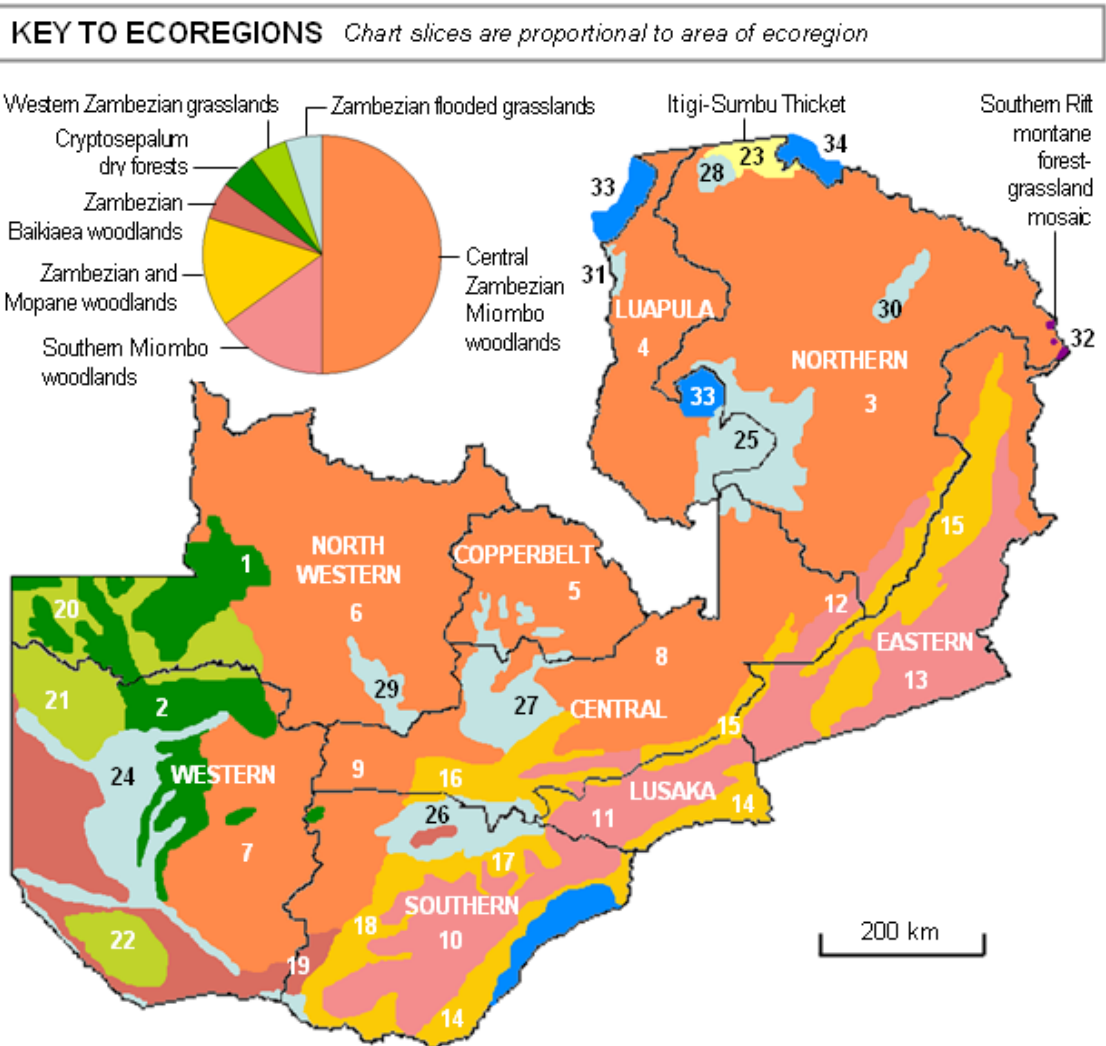 KEY TO ECOREGIONS Chart slices are proportional to area of ecoregion
Western Zambezian grasslands
Zambezian flooded grasslands
Cryptosepalum
dry forests
Zambezian
Baikiaea woodlands
Zambezian and
Mopane woodlands
Southern Miombo
woodlands
Central
Zambezian
Miombo
woodlands
Itigi-Sumbu Thicket
Southern Rift
montane
forest-
grassland
mosaic
34
23
28
33
31
30
32
LUAPULA
4
NORTHERN
3
33
25
15
NORTH
WESTERN
6
COPPERBELT
5
1
20
12
EASTERN
13
8
21
2
29
27
CENTRAL
15
24
WESTERN
9
16
LUSAKA
14
11
26
7
17
SOUTHERN
10
18
22
19
14
200 km